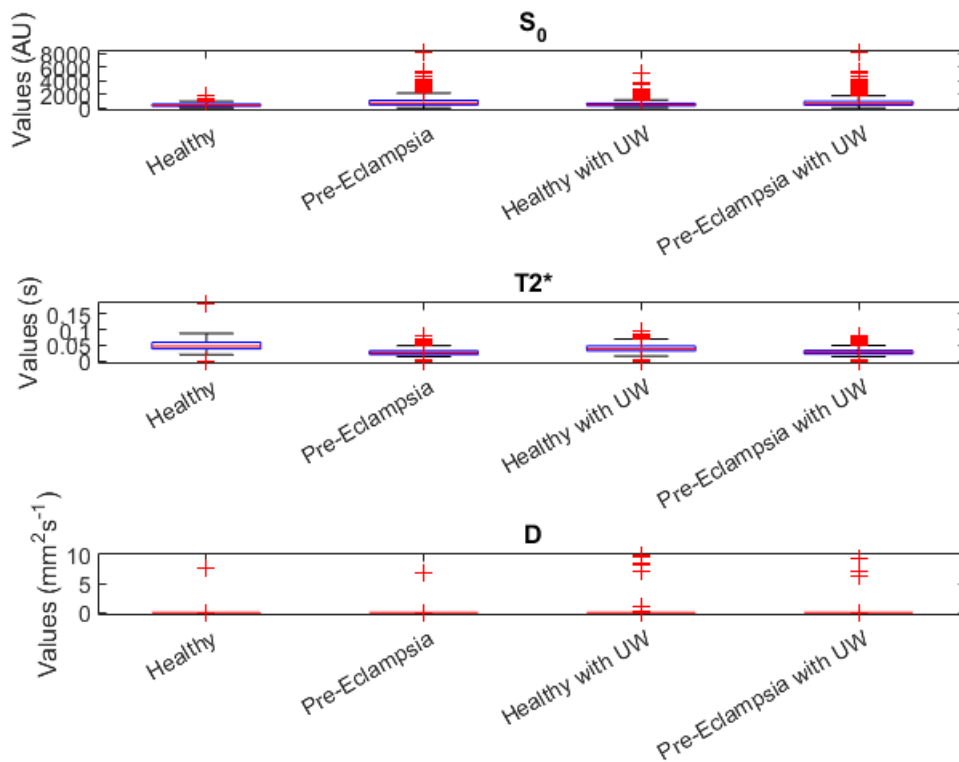 S0
Values (AU)
8000
6000
4000
2000
0
Healthy
Pre-Eclampsia
Healthy with UW
Pre-Eclampsia with UW
T2*
Values (s)
0.15
0.1
0.05
0
Healthy
Pre-Eclampsia
Healthy with UW
Pre-Eclampsia with UW
D
Values (mm2s-1)
10
5
0
Healthy
Pre-Eclampsia
Healthy with UW
Pre-Eclampsia with UW